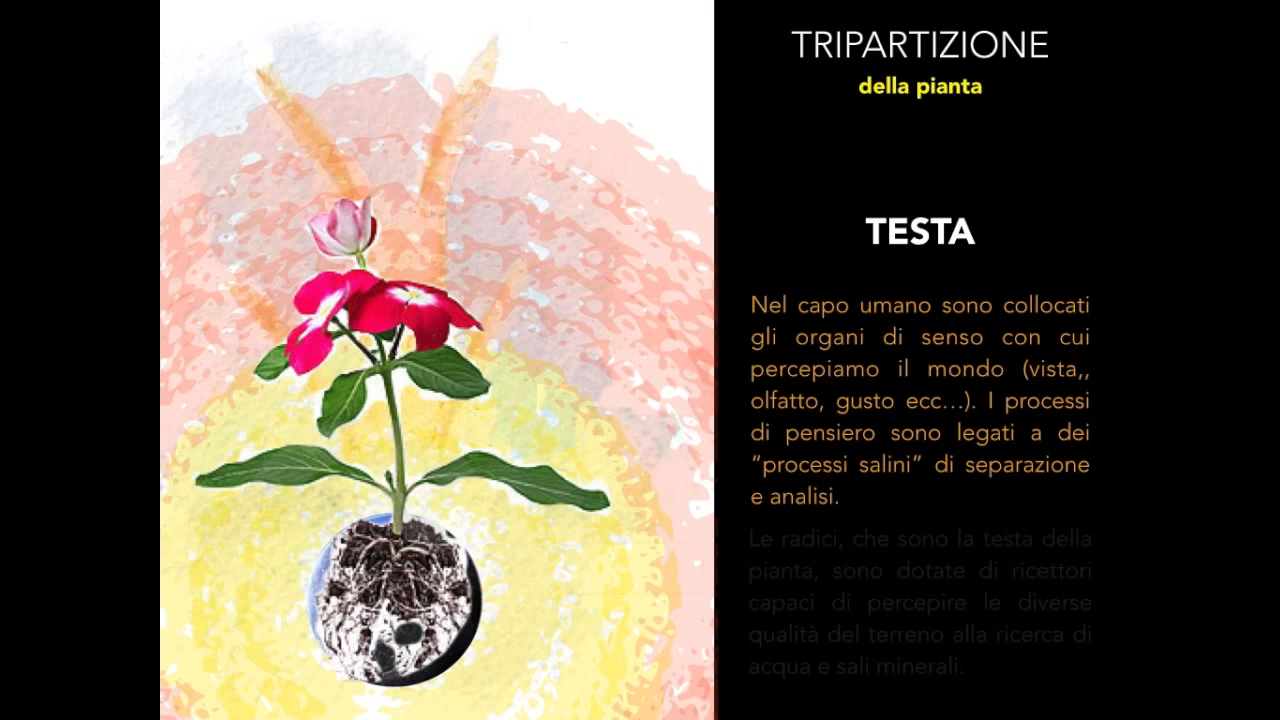 TRIPARTIZIONE
della pianta
TESTA
Nel capo umano sono collocati
gli organi di senso con cui
percepiamo il mondo (vista,,
olfatto, gusto ecc…). I processi
di pensiero sono legati a dei
“processi salini” di separazione
e analisi.
Le radici, che sono la testa della
pianta, sono dotate di ricettori
capaci di percepire le diverse
qualità del terreno alla ricerca di
acqua e sali minerali.